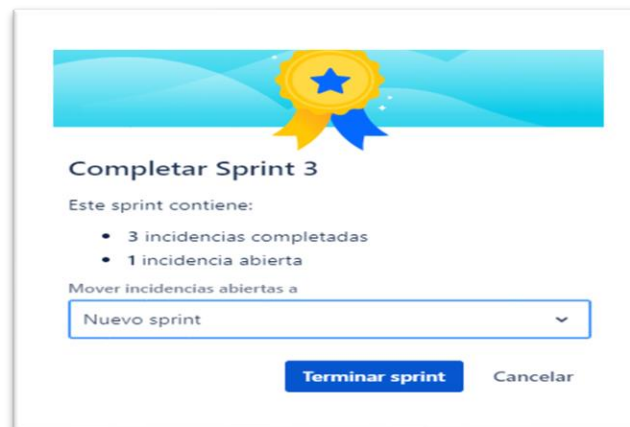 Completar Sprint 3
Este sprint contiene:
• 3 incidencias completadas
• 1 incidencia abierta
Mover incidencias abiertas a
Nuevo sprint
Terminar sprint Cancelar